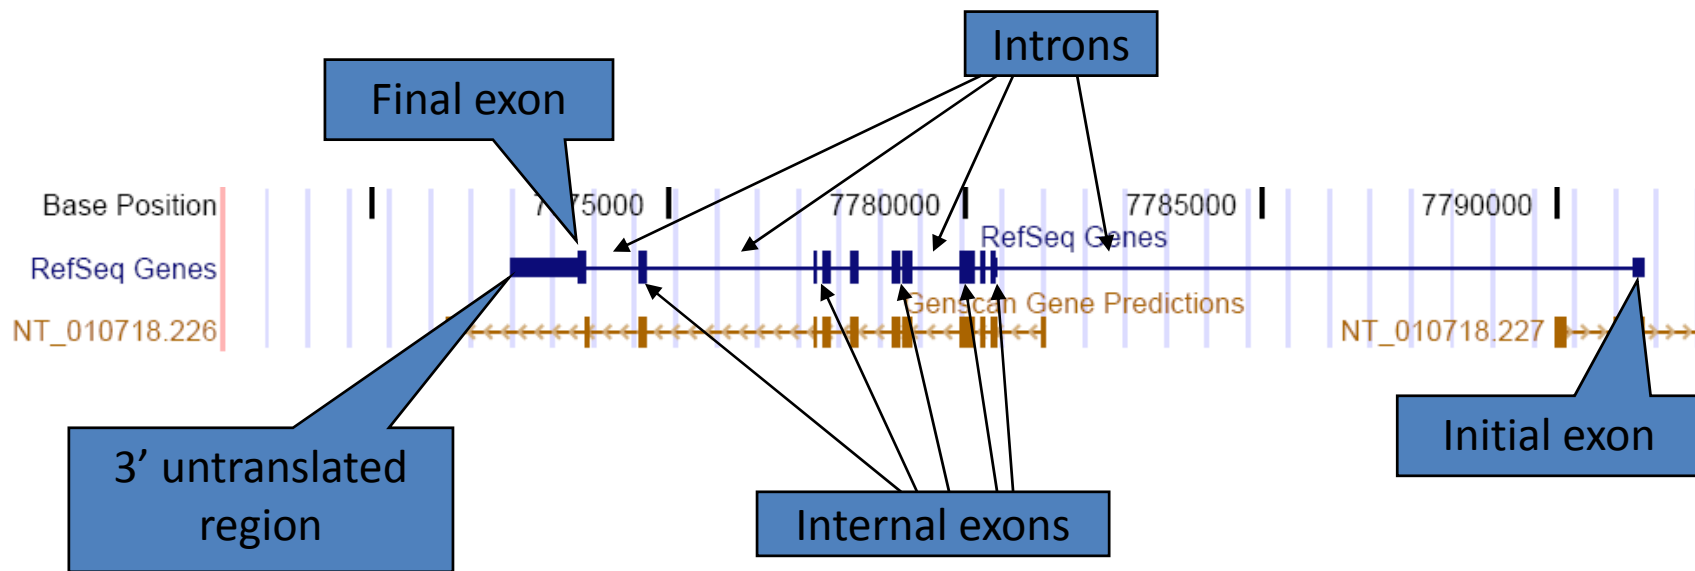 Introns
Final exon
Base Position 7775000 7780000 7785000 7790000
RefSeq Genes
RefSeq Genes
Genscan Gene Predictions
NT_010718.226 NT_010718.227
3’ untranslated
region
Internal exons
Initial exon